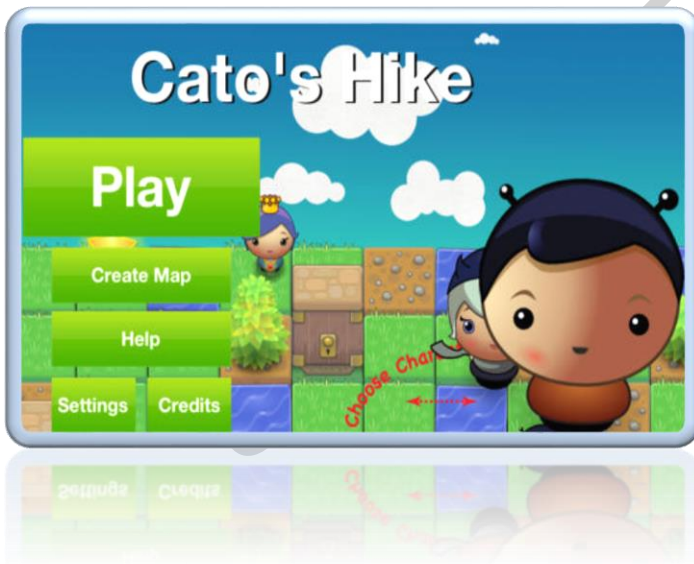 Cato's Hike
Play
Create Map
Help
Settings Credits
Choose Char